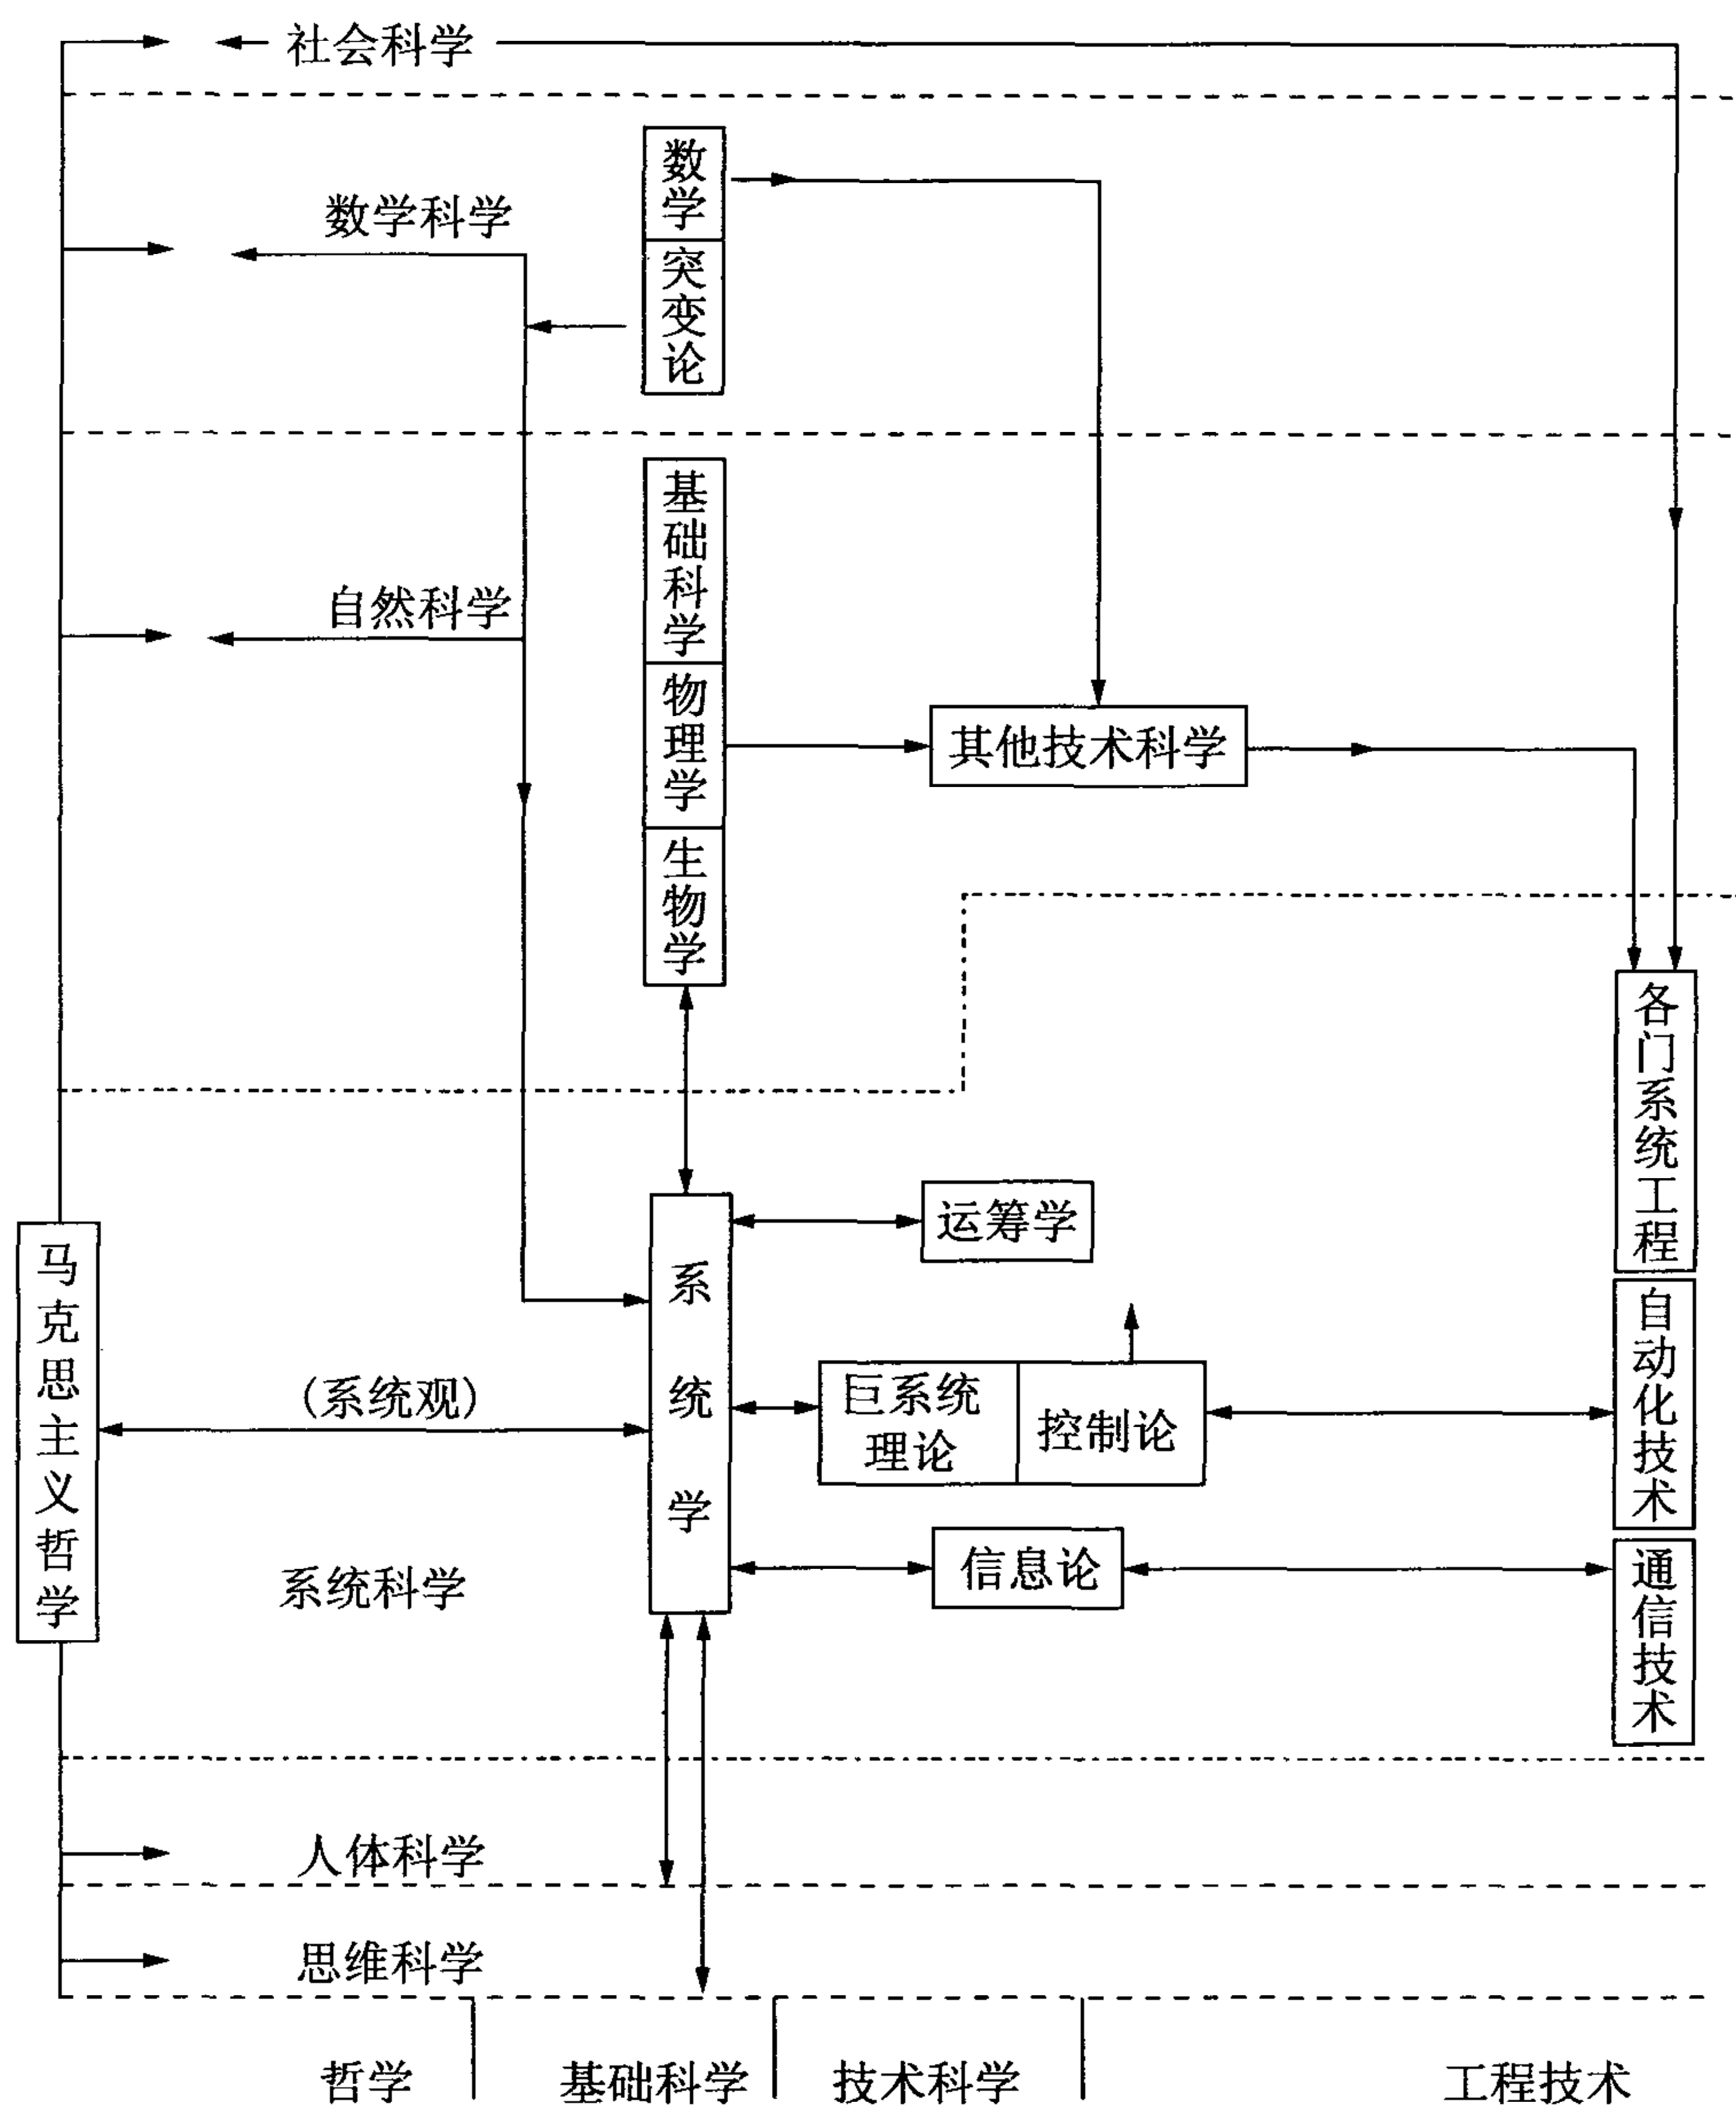 社会科学
数学
数学科学
突变论
基础科学
自然科学
物理学
其他技术科学
生物学
各门系统工程
系统学
运筹学
马克思主义哲学
自动化技术
(系统观)
巨系统
理论
控制论
信息论
通信技术
系统科学
人体科学
思维科学
哲学
基础科学
技术科学
工程技术